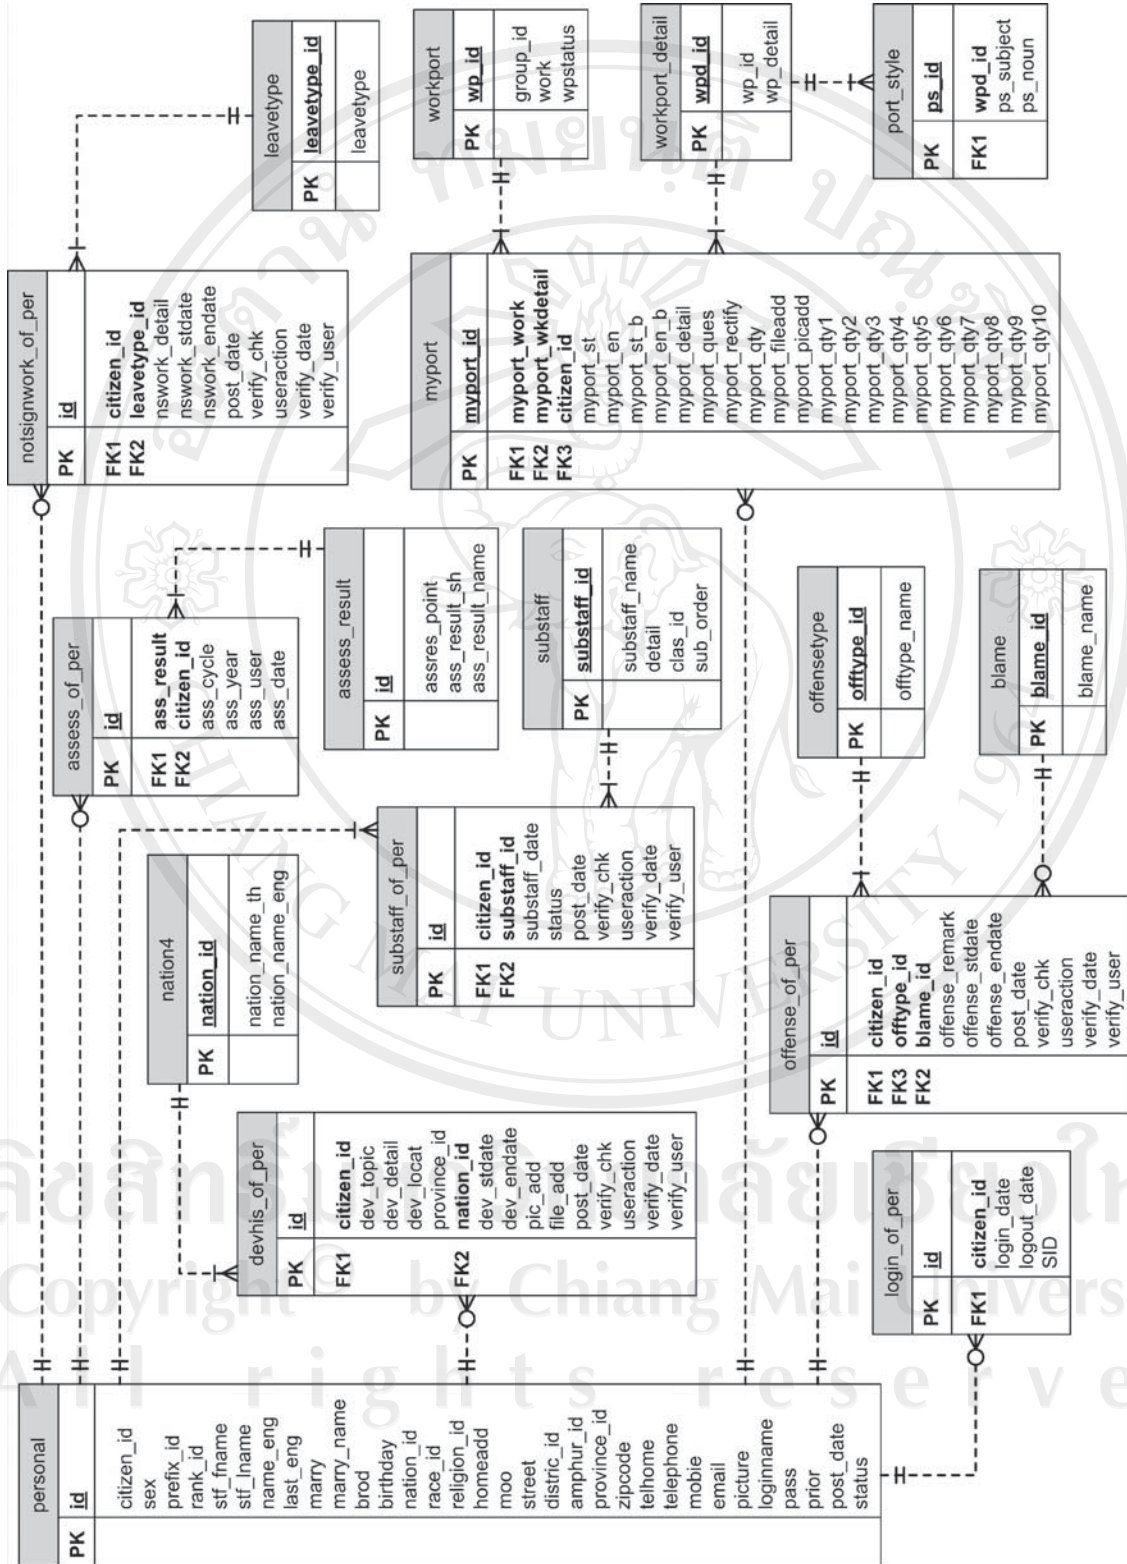 personal
PK id
citizen_id
sex
prefix_id
rank_id
stf_fname
stf_lname
name_eng
last_eng
marry
marry_name
brod
birthday
nation_id
race_id
religion_id
homeadd
moo
street
distric_id
amphur_id
province_id
zipcode
telhome
telephone
mobie
email
picture
loginname
pass
prior
post_date
status
devhis_of_per
PK id
FK1 citizen_id
dev_topic
dev_detail
dev_locat
province_id
FK2 nation_id
dev_stdate
dev_endate
pic_add
file_add
post_date
verify_chk
useraction
verify_date
verify_user
login_of_per
PK id
FK1 citizen_id
login_date
logout_date
SID
nation4
PK nation_id
nation_name_th
nation_name_eng
substaff_of_per
PK id
FK1 citizen_id
FK2 substaff_id
substaff_date
status
post_date
verify_chk
useraction
verify_date
verify_user
offense_of_per
PK id
FK1 citizen_id
FK3 offtype_id
FK2 blame_id
offense_remark
offense_stdate
offense_endate
post_date
verify_chk
useraction
verify_date
verify_user
assess_of_per
PK id
FK1 ass_result
FK2 citizen_id
ass_cycle
ass_year
ass_user
ass_date
assess_result
PK id
assres_point
ass_result_sh
ass_result_name
substaff
PK substaff_id
substaff_name
detail
clas_id
sub_order
offensetype
PK offtype_id
offtype_name
blame
PK blame_id
blame_name
notsignwork_of_per
PK id
FK1 citizen_id
FK2 leavetype_id
nswork_detail
nswork_stdate
nswork_endate
post_date
verify_chk
useraction
verify_date
verify_user
myport
PK myport_id
FK1 myport_work
FK2 myport_wkdetail
FK3 citizen_id
myport_st
myport_en
myport_st_b
myport_en_b
myport_detail
myport_ques
myport_rectify
myport_qty
myport_fileadd
myport_picadd
myport_qty1
myport_qty2
myport_qty3
myport_qty4
myport_qty5
myport_qty6
myport_qty7
myport_qty8
myport_qty9
myport_qty10
leavetype
PK leavetype_id
leavetype
workport
PK wp_id
group_id
work
wpstatus
workport_detail
PK wpd_id
wp_id
wp_detail
port_style
PK ps_id
FK1 wpd_id
ps_subject
ps_noun
CHIANG MAI UNIVERSITY 1964
Copyright © by Chiang Mai Univers
All rights reserve